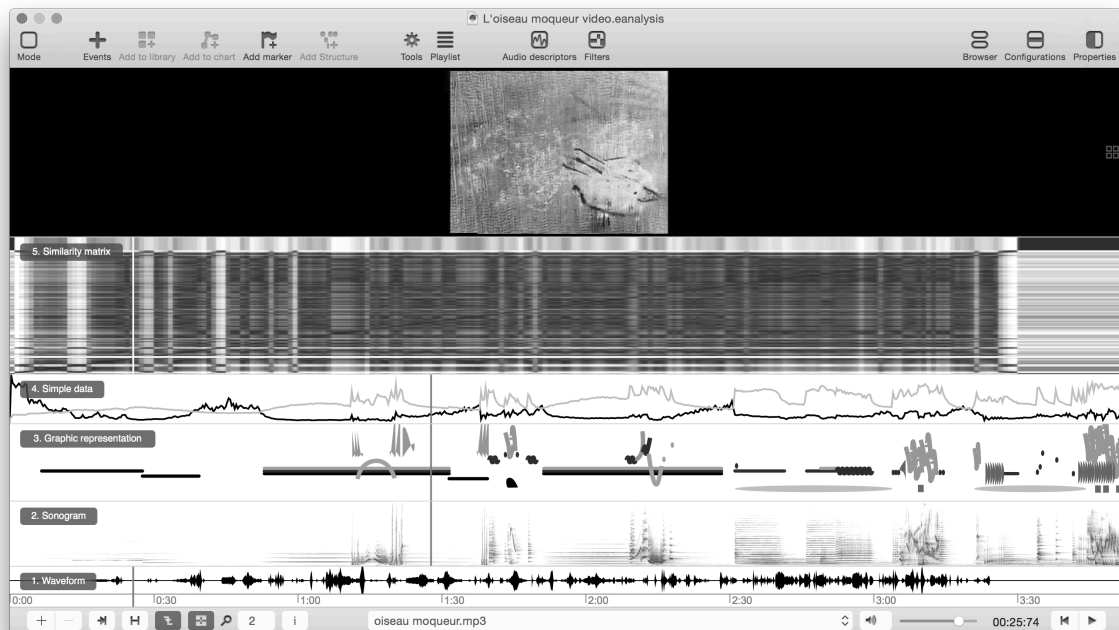 L'oiseau moqueur video.eanalysis
Mode Events Add to library Add to chart Add marker Add Structure Tools Playlist Audio descriptors Filters Browser Configurations Properties
5. Similarity matrix
4. Simple data
3. Graphic representation
2. Sonogram
1. Waveform
0:00 0:30 1:00 1:30 2:00 2:30 3:00 3:30
+ − H 2 i oiseau moqueur.mp3 00:25:74